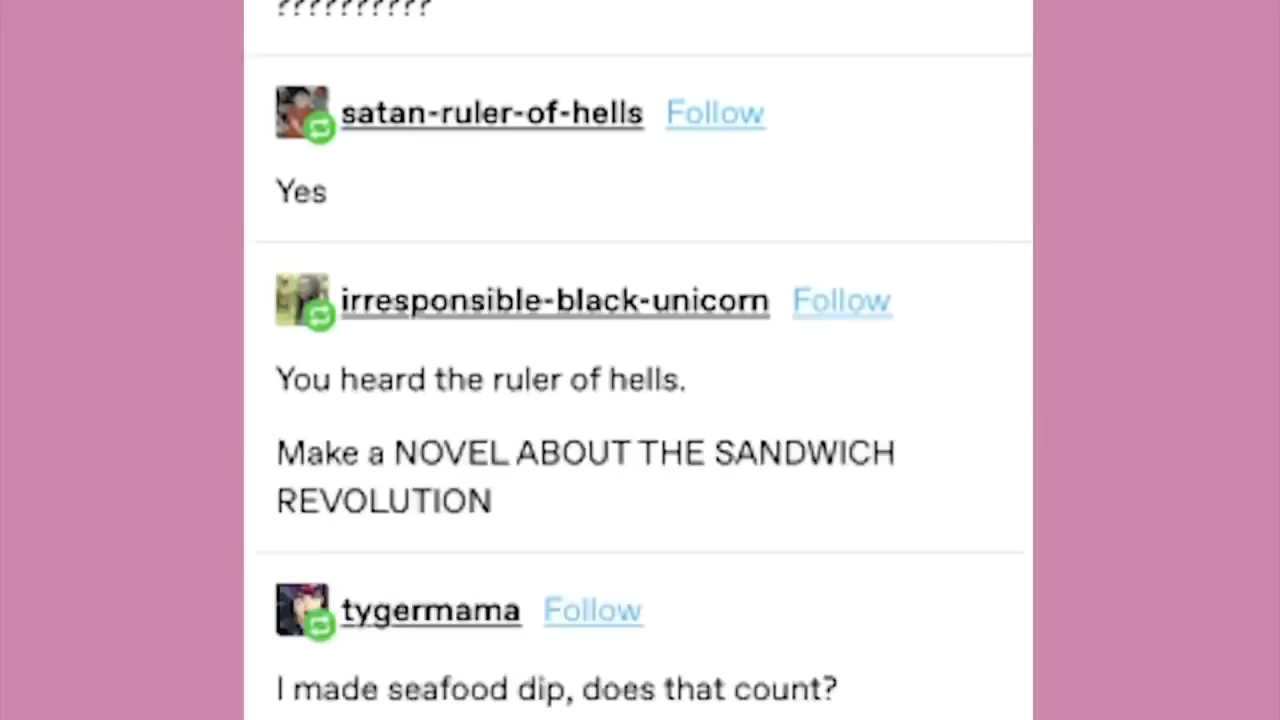 ??????????
satan-ruler-of-hells Follow
Yes
irresponsible-black-unicorn Follow
You heard the ruler of hells.
Make a NOVEL ABOUT THE SANDWICH
REVOLUTION
tygermama Follow
I made seafood dip, does that count?